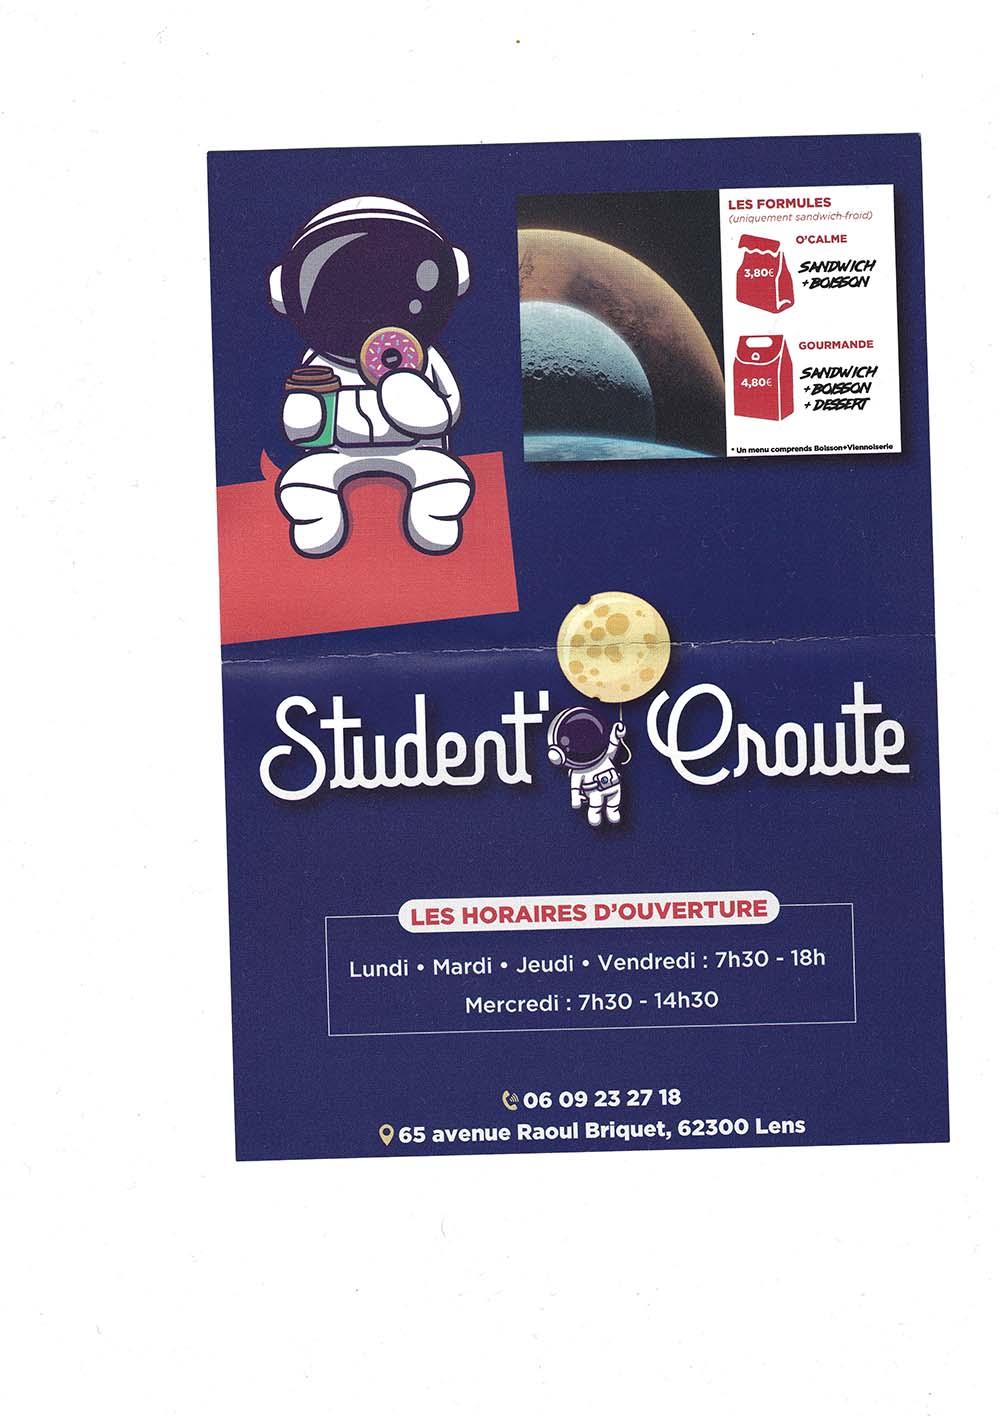 LES FORMULES
(uniquement sandwich froid)
O'CALME
3,80€
SANDWICH
+ BOISSON
GOURMANDE
4,80€
SANDWICH
+ BOISSON
+ DESSERT
* Un menu comprends Boisson+Viennoiserie
Student' Croute
LES HORAIRES D'OUVERTURE
Lundi • Mardi • Jeudi • Vendredi : 7h30 - 18h
Mercredi : 7h30 - 14h30
06 09 23 27 18
65 avenue Raoul Briquet, 62300 Lens